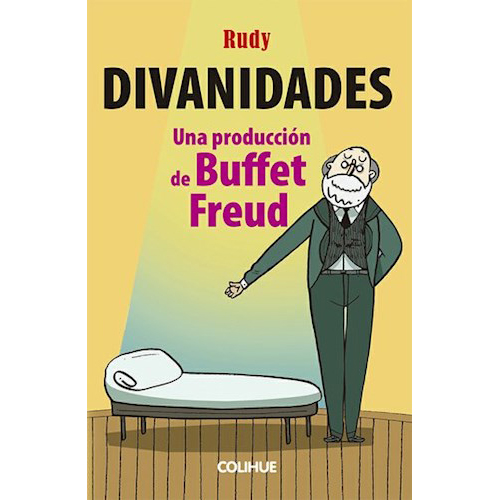 Rudy
DIVANIDADES
Una producción
de Buffet
Freud
COLIHUE